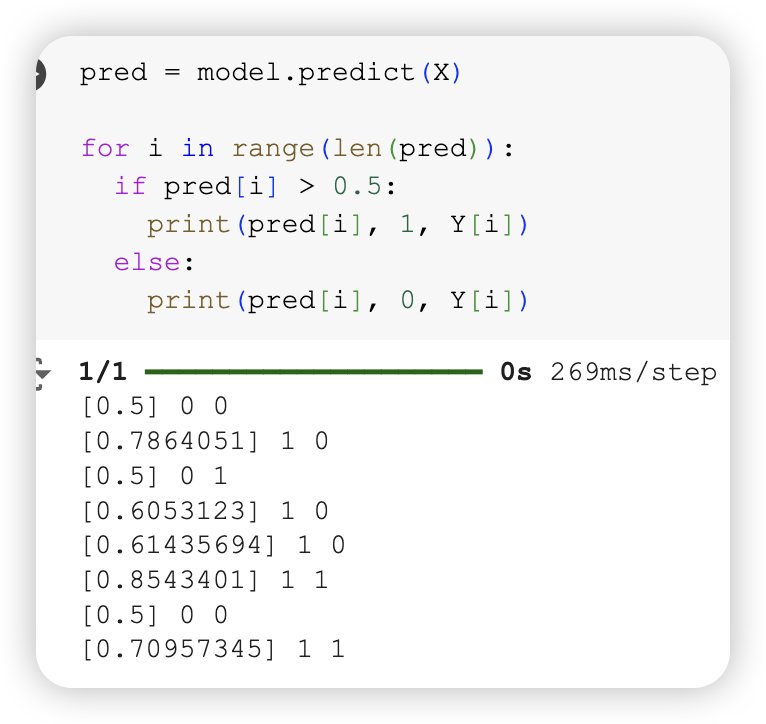 pred = model.predict(X)
for i in range(len(pred)):
if pred[i] > 0.5:
print(pred[i], 1, Y[i])
else:
print(pred[i], 0, Y[i])
1/1 0s 269ms/step
[0.5] 0 0
[0.7864051] 1 0
[0.5] 0 1
[0.6053123] 1 0
[0.61435694] 1 0
[0.8543401] 1 1
[0.5] 0 0
[0.70957345] 1 1